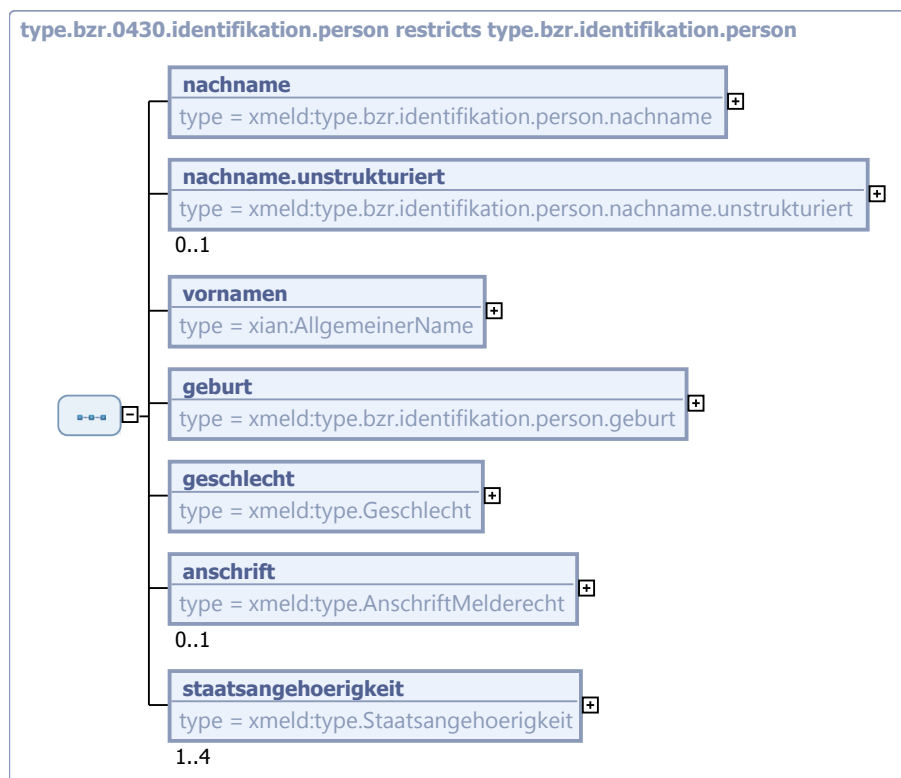 type.bzr.0430.identifikation.person restricts type.bzr.identifikation.person
nachname
type = xmeld:type.bzr.identifikation.person.nachname
nachname.unstrukturiert
type = xmeld:type.bzr.identifikation.person.nachname.unstrukturiert
0..1
vornamen
type = xian:AllgemeinerName
geburt
type = xmeld:type.bzr.identifikation.person.geburt
geschlecht
type = xmeld:type.Geschlecht
anschrift
type = xmeld:type.AnschriftMelderecht
0..1
staatsangehoerigkeit
type = xmeld:type.Staatsangehoerigkeit
1..4